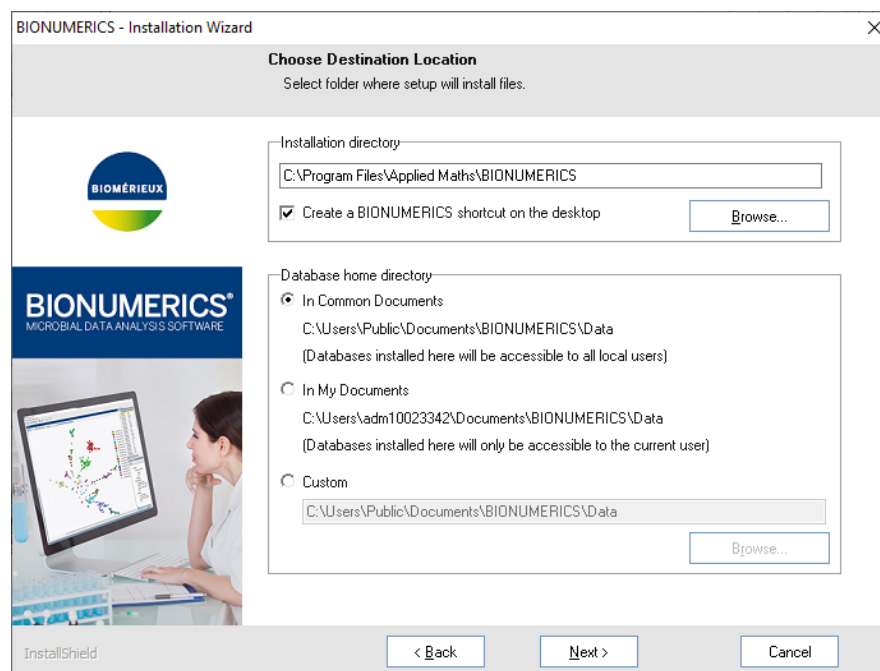 BIONUMERICS - Installation Wizard
Choose Destination Location
Select folder where setup will install files.
BIOMÉRIEUX
BIONUMERICS®
MICROBIAL DATA ANALYSIS SOFTWARE
Installation directory
C:\Program Files\Applied Maths\BIONUMERICS
Create a BIONUMERICS shortcut on the desktop
Browse...
Database home directory
In Common Documents
C:\Users\Public\Documents\BIONUMERICS\Data
(Databases installed here will be accessible to all local users)
In My Documents
C:\Users\adm10023342\Documents\BIONUMERICS\Data
(Databases installed here will only be accessible to the current user)
Custom
C:\Users\Public\Documents\BIONUMERICS\Data
Browse...
InstallShield
< Back
Next >
Cancel